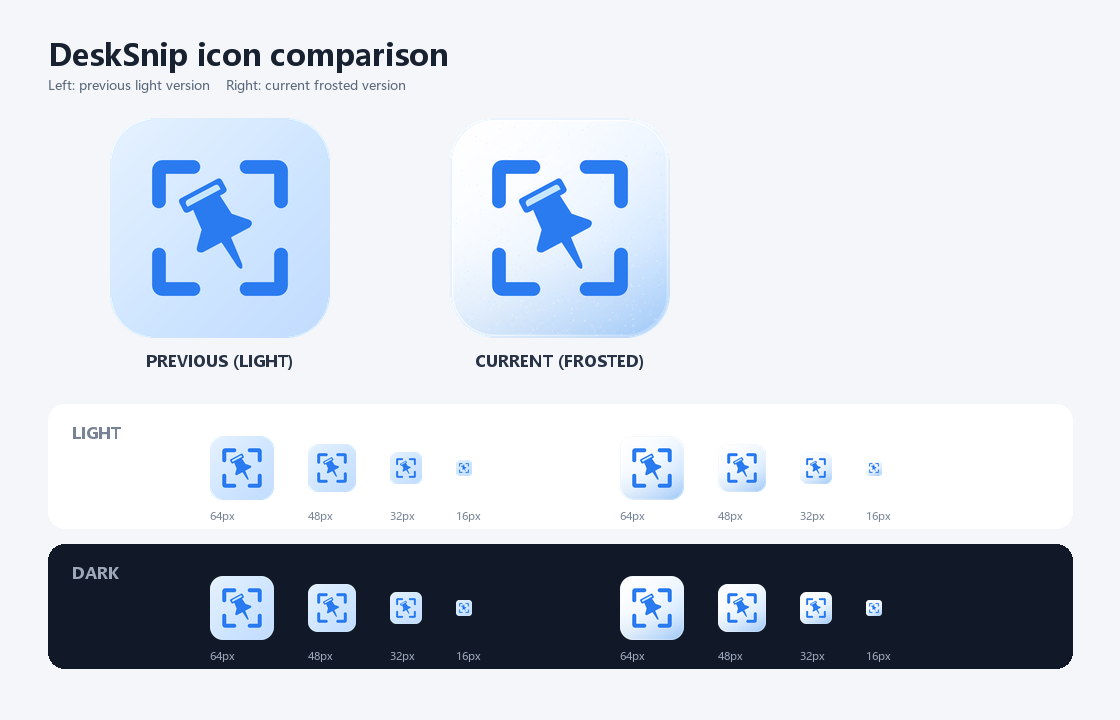 DeskSnip icon comparison
Left: previous light version Right: current frosted version
PREVIOUS (LIGHT) CURRENT (FROSTED)
LIGHT
64px 48px 32px 16px 64px 48px 32px 16px
DARK
64px 48px 32px 16px 64px 48px 32px 16px